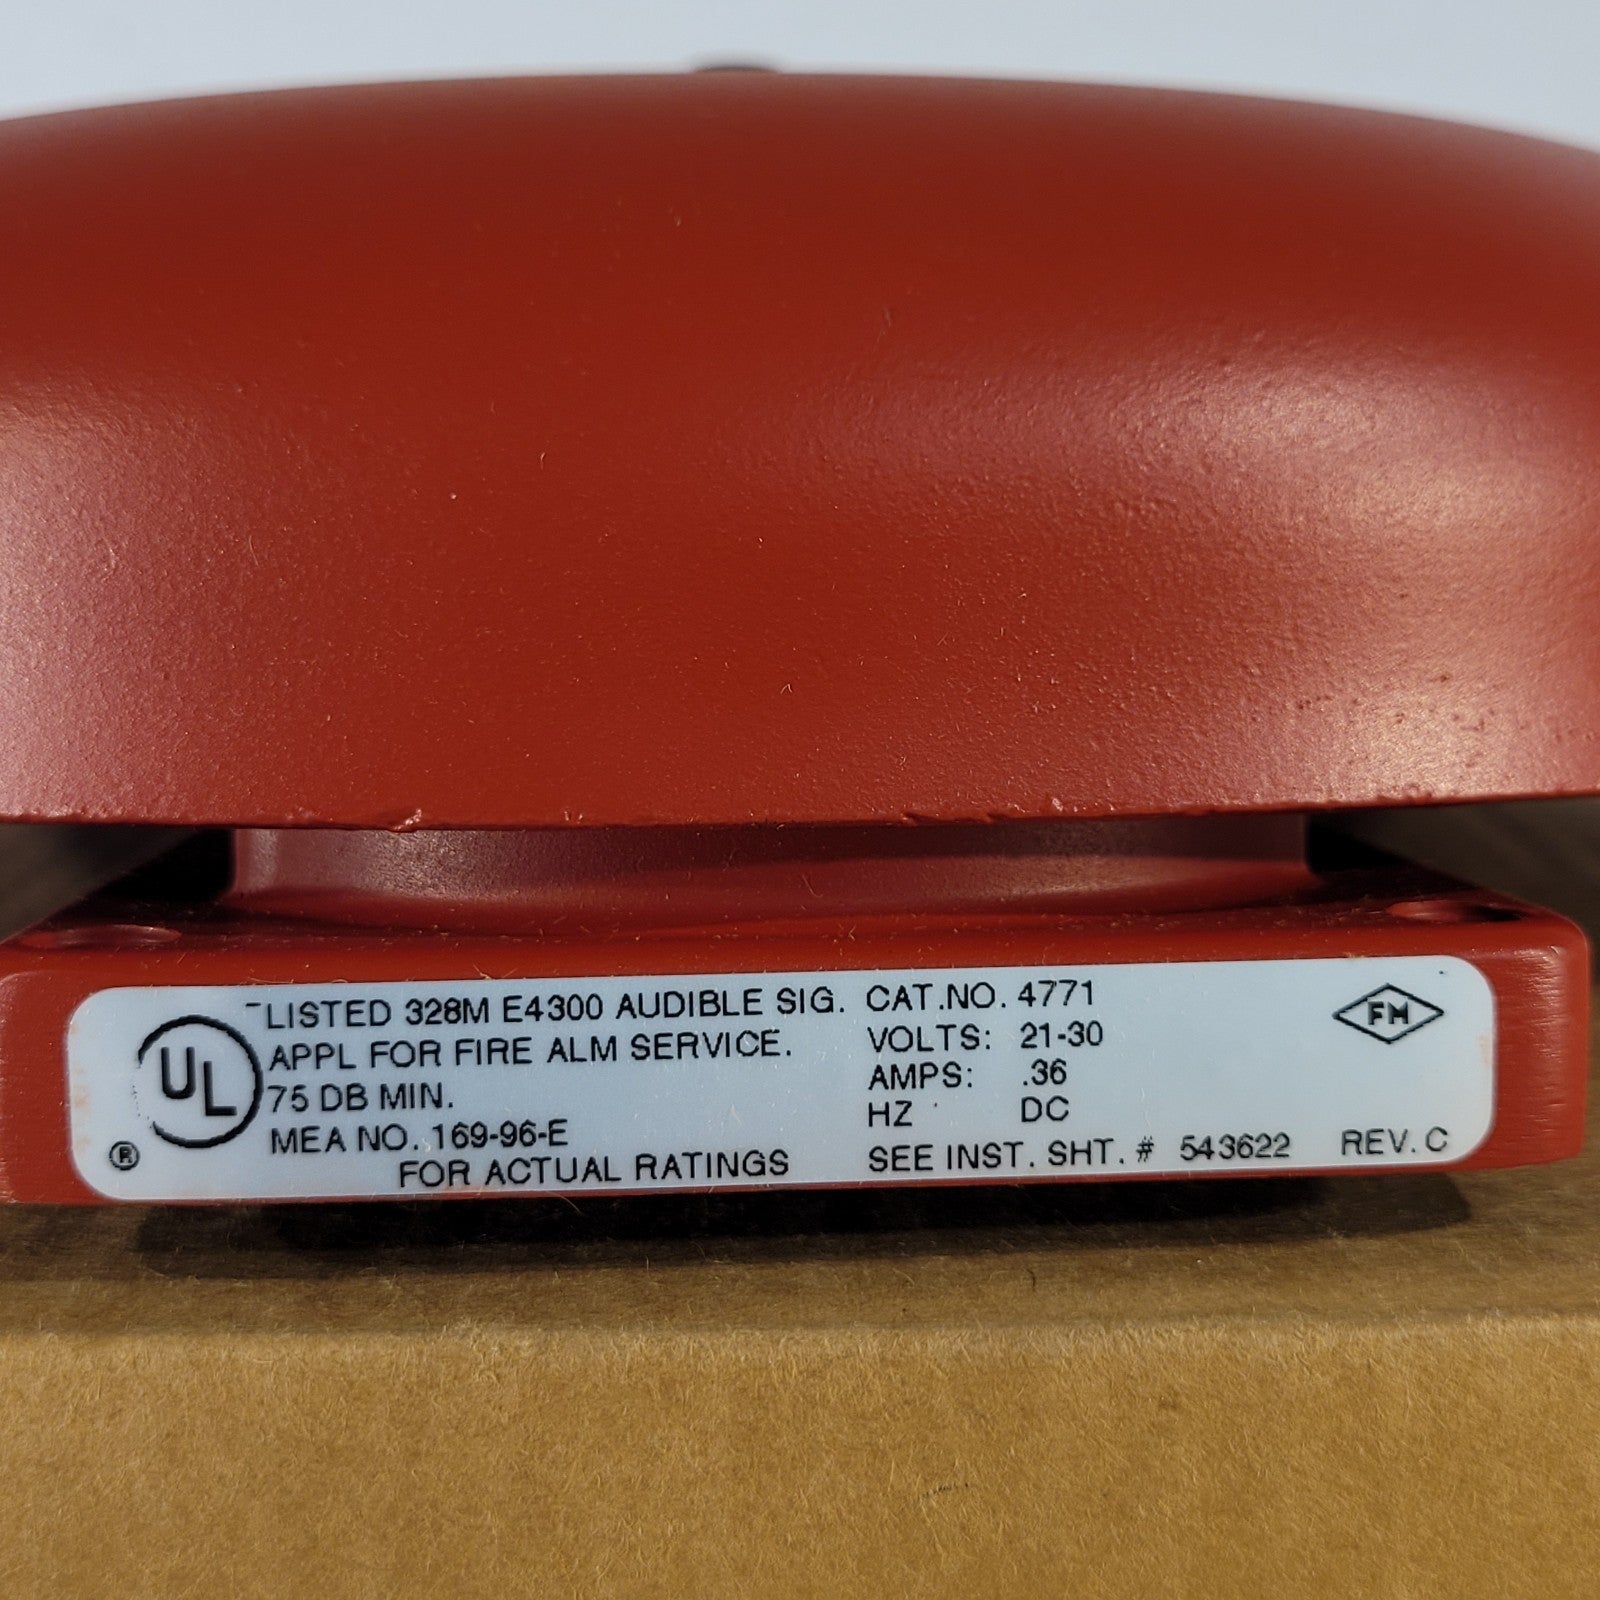 UL
®
LISTED 328M E4300 AUDIBLE SIG.
APPL FOR FIRE ALM SERVICE.
75 DB MIN.
MEA NO. 169-96-E
FOR ACTUAL RATINGS
CAT.NO. 4771
VOLTS: 21-30
AMPS: .36
HZ DC
SEE INST. SHT. # 543622 REV. C
FM